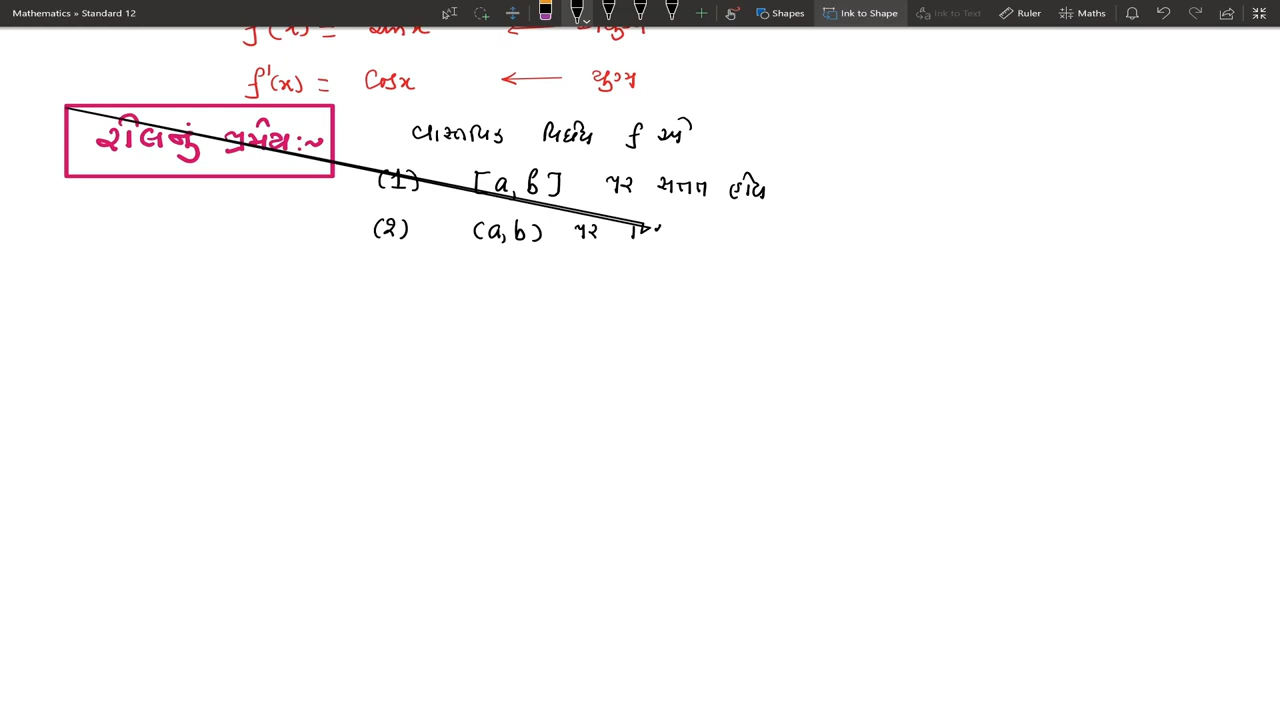 Mathematics » Standard 12
Shapes Ink to Shape Ink to Text Ruler Maths
f'(x) = cosx ← યુગ્મ
રોલનું પ્રમેય :~
વાસ્તવિક વિધેય f એ
(1) [a, b] પર સતત હોય
(2) (a, b) પર